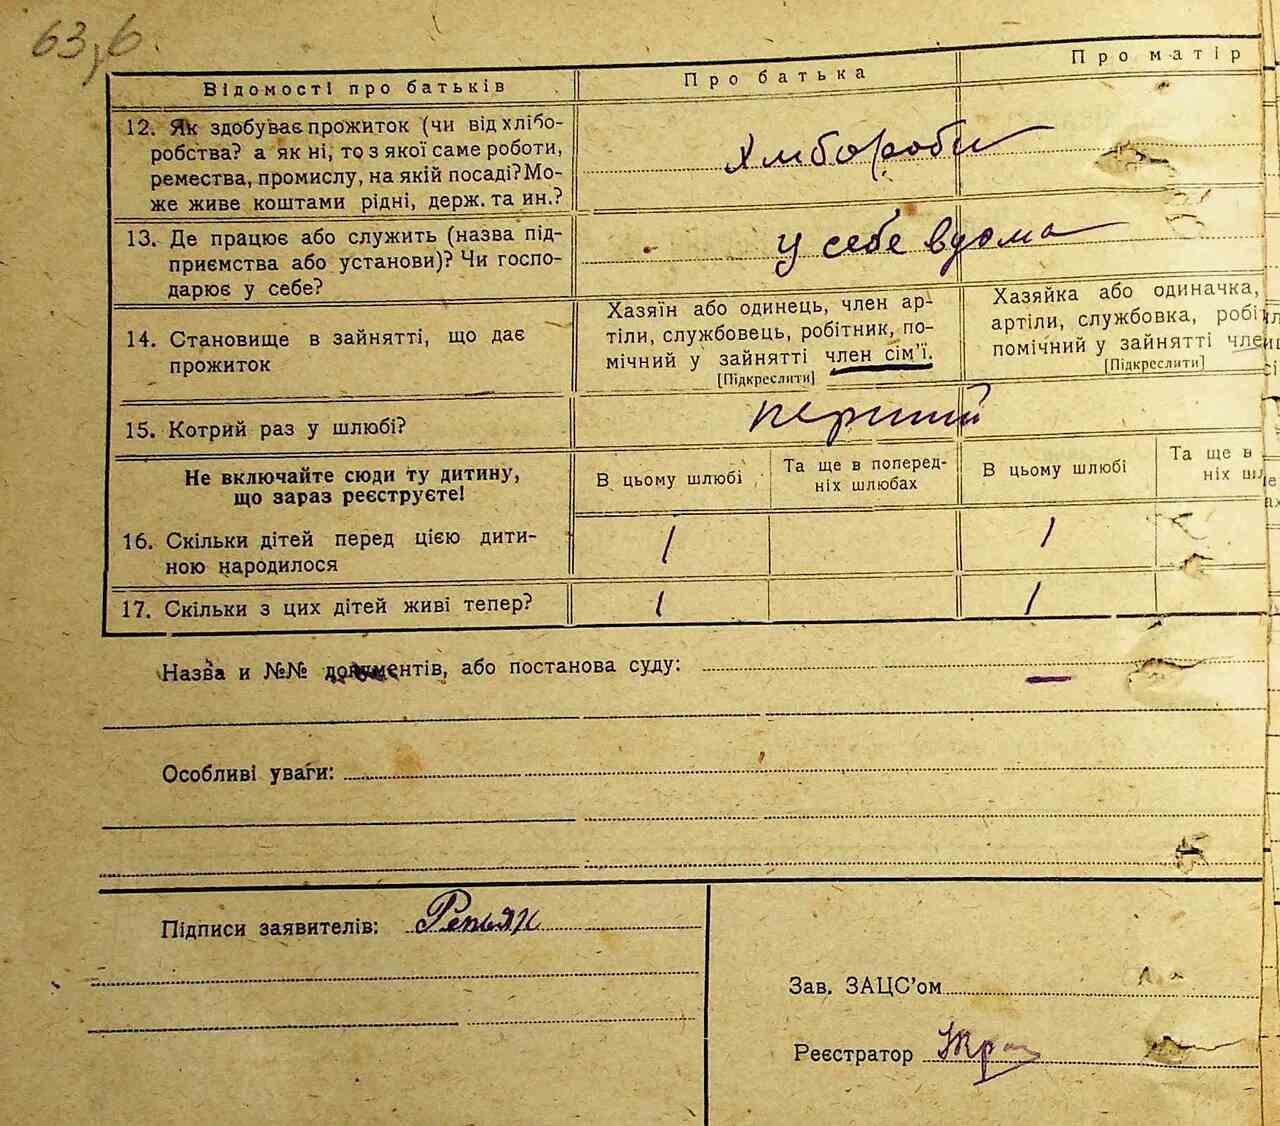 63,б
Відомості про батьків Про батька Про матір
12. Як здобуває прожиток (чи від хлібо-
робства? а як ні, то з якої саме роботи,
ремества, промислу, на якій посаді? Мо-
же живе коштами рідні, держ. та ин.?
Хлібороби
13. Де працює або служить (назва під-
приємства або установи)? Чи госпо-
дарює у себе?
у себе вдома
14. Становище в зайнятті, що дає
прожиток
Хазяїн або одинець, член ар-
тіли, службовець, робітник, по-
мічний у зайнятті член сім'ї.
[Підкреслити]
Хазяйка або одиначка,
артіли, службовка, робіт
помічний у зайнятті чле
[Підкреслити]
15. Котрий раз у шлюбі?
перший
Не включайте сюди ту дитину,
що зараз реєструєте!
В цьому шлюбі
Та ще в поперед-
ніх шлюбах
В цьому шлюбі
Та ще в
ніх шл
16. Скільки дітей перед цією дити-
ною народилося
1 1
17. Скільки з цих дітей живі тепер? 1 1
Назва и №№ документів, або постанова суду: —
Особливі уваги:
Підписи заявителів: Репьях
Зав. ЗАЦС'ом
Реєстратор